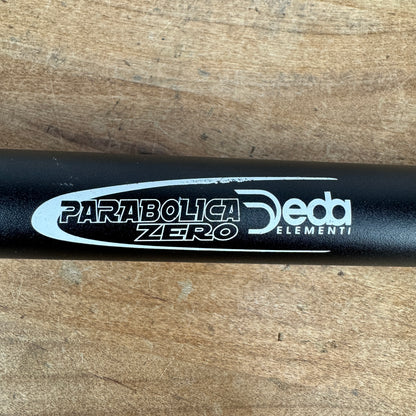 PARABOLICA
ZERO
Deda
ELEMENTI